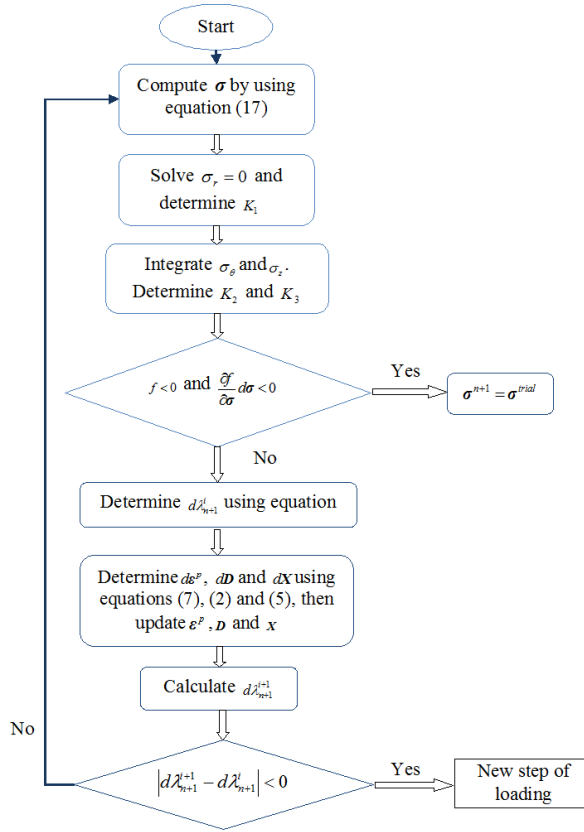 Start
Compute σ by using
equation (17)
Solve σ_r = 0 and
determine K_1
Integrate σ_θ and σ_z.
Determine K_2 and K_3
f < 0 and ∂f/∂σ dσ < 0
Yes
σ^{n+1} = σ^{trial}
No
Determine dλ^i_{n+1} using equation
Determine dε^p, dD and dX using
equations (7), (2) and (5), then
update ε^p, D and X
Calculate dλ^{i+1}_{n+1}
No
|dλ^{i+1}_{n+1} − dλ^i_{n+1}| < 0
Yes
New step of
loading